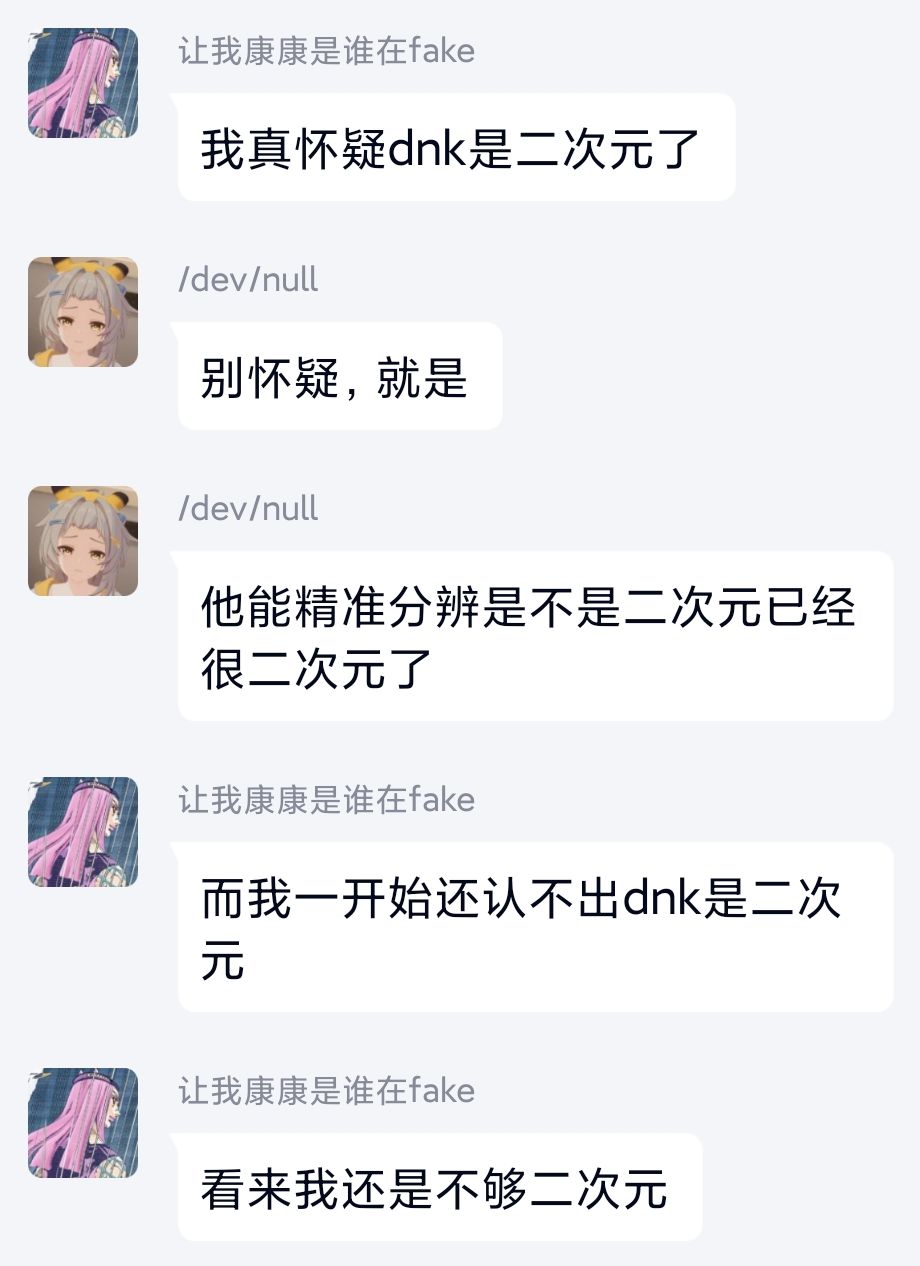 让我康康是谁在fake
我真怀疑dnk是二次元了
/dev/null
别怀疑，就是
/dev/null
他能精准分辨是不是二次元已经
很二次元了
让我康康是谁在fake
而我一开始还认不出dnk是二次
元
让我康康是谁在fake
看来我还是不够二次元